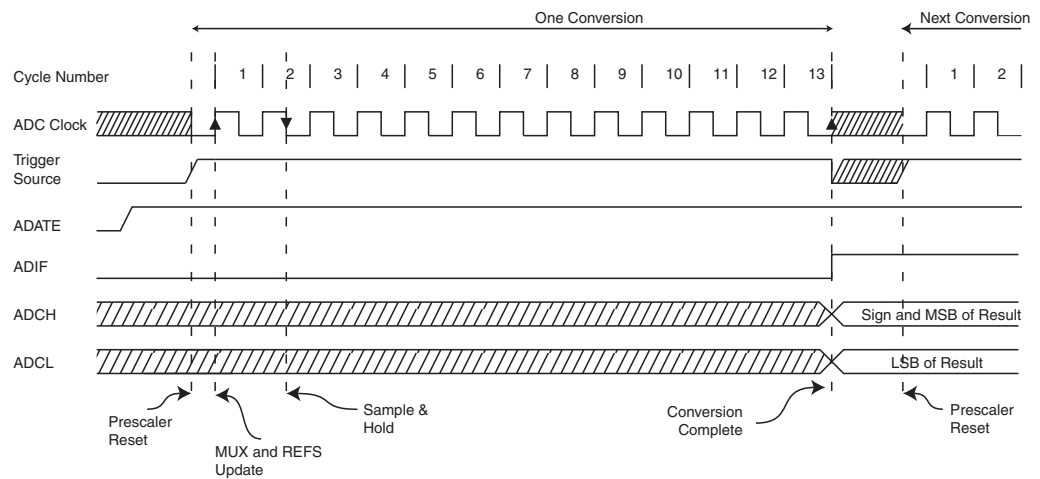 One Conversion
Next Conversion
Cycle Number
1 2 3 4 5 6 7 8 9 10 11 12 13 1 2
ADC Clock
Trigger
Source
ADATE
ADIF
ADCH
Sign and MSB of Result
ADCL
LSB of Result
Prescaler
Reset
MUX and REFS
Update
Sample &
Hold
Conversion
Complete
Prescaler
Reset